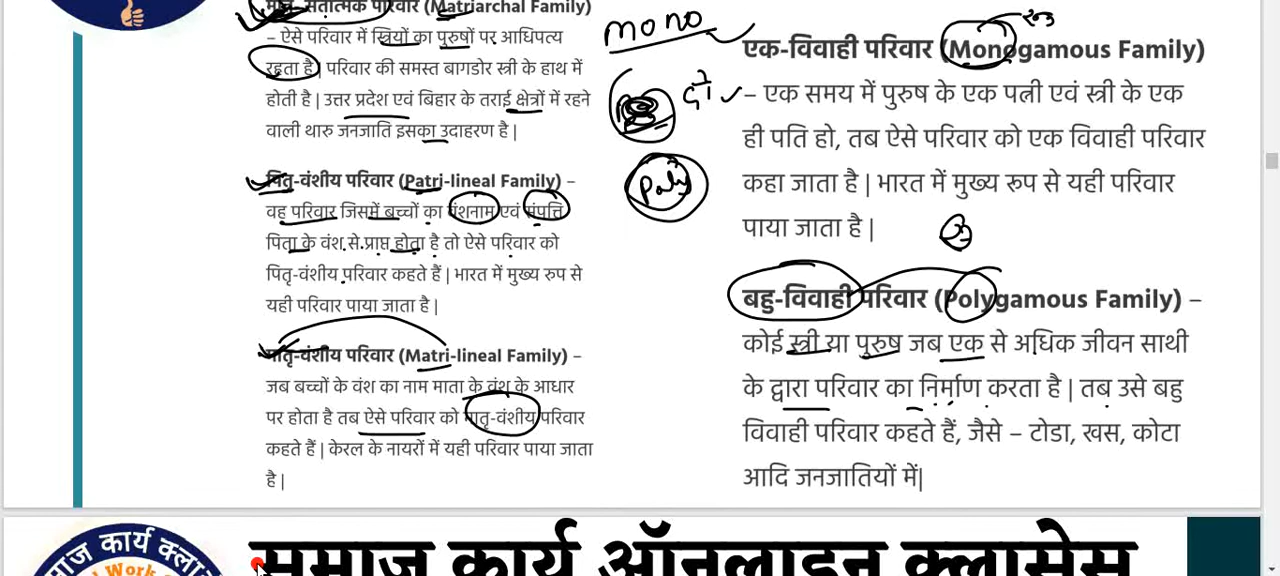 मातृ-सतात्मक परिवार (Matriarchal Family)
– ऐसे परिवार में स्त्रियों का पुरुषों पर आधिपत्य
रहता है| परिवार की समस्त बागडोर स्त्री के हाथ में
होती है | उत्तर प्रदेश एवं बिहार के तराई क्षेत्रों में रहने
वाली थारु जनजाति इसका उदाहरण है |
पितृ-वंशीय परिवार (Patri-lineal Family) –
वह परिवार जिसमें बच्चों का वंशनाम एवं संपत्ति
पिता के वंश से प्राप्त होता है तो ऐसे परिवार को
पितृ-वंशीय परिवार कहते हैं | भारत में मुख्य रुप से
यही परिवार पाया जाता है |
मातृ-वंशीय परिवार (Matri-lineal Family) –
जब बच्चों के वंश का नाम माता के वंश के आधार
पर होता है तब ऐसे परिवार को मातृ-वंशीय परिवार
कहते हैं | केरल के नायरों में यही परिवार पाया जाता
है |
mono
Poly
एक-विवाही परिवार (Monogamous Family)
– एक समय में पुरुष के एक पत्नी एवं स्त्री के एक
ही पति हो, तब ऐसे परिवार को एक विवाही परिवार
कहा जाता है | भारत में मुख्य रूप से यही परिवार
पाया जाता है |
बहु-विवाही परिवार (Polygamous Family) –
कोई स्त्री या पुरुष जब एक से अधिक जीवन साथी
के द्वारा परिवार का निर्माण करता है | तब उसे बहु
विवाही परिवार कहते हैं, जैसे – टोडा, खस, कोटा
आदि जनजातियों में|
समाज कार्य ऑनलाइन क्लासेस
समाज कार्य
Work